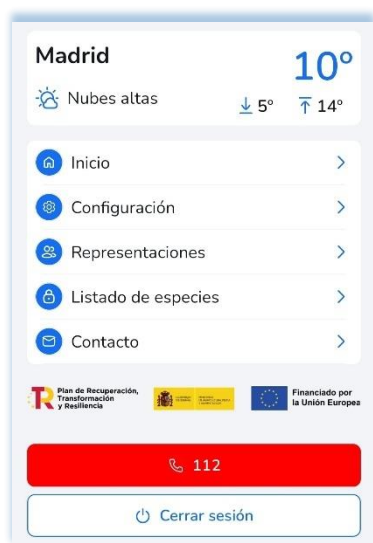 Madrid
10°
Nubes altas
5° 14°
Inicio
Configuración
Representaciones
Listado de especies
Contacto
Plan de Recuperación,
Transformación
y Resiliencia
Financiado por
la Unión Europea
112
Cerrar sesión